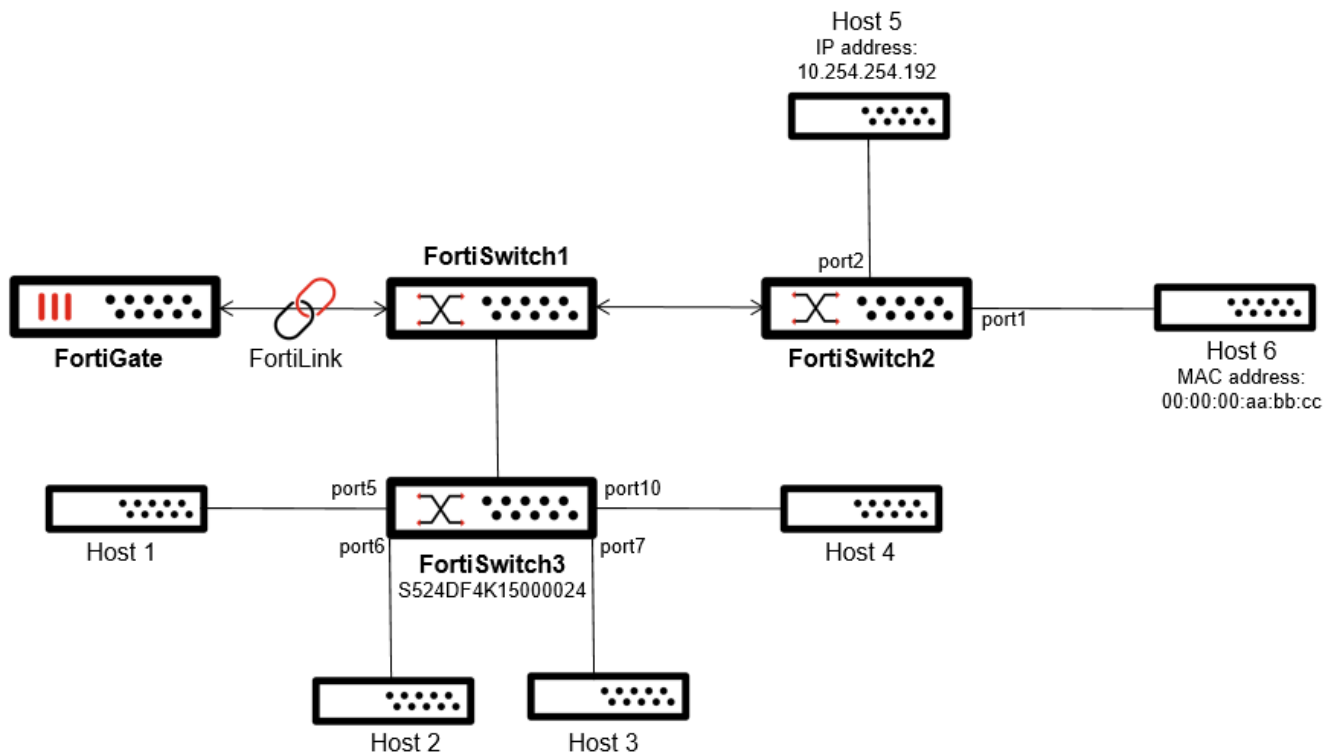 Host 5
IP address:
10.254.254.192
FortiSwitch1
port2
port1
FortiGate
FortiLink
FortiSwitch2
Host 6
MAC address:
00:00:00:aa:bb:cc
port5
port10
Host 1
port6
port7
Host 4
FortiSwitch3
S524DF4K15000024
Host 2
Host 3